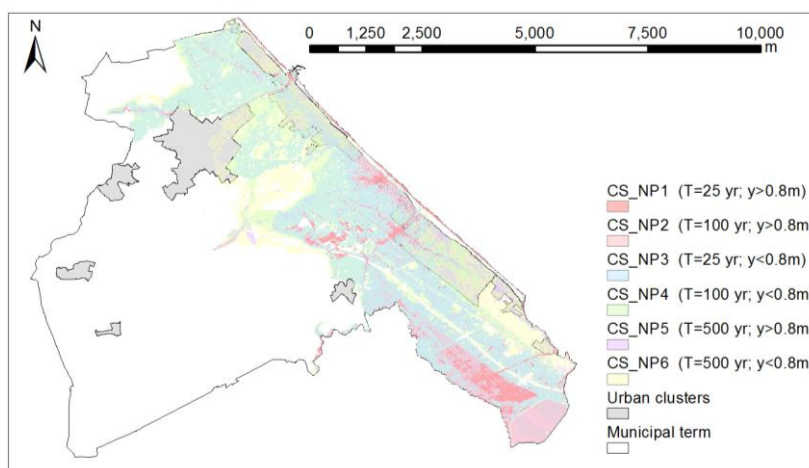 N
0 1,250 2,500 5,000 7,500 10,000
m
CS_NP1 (T=25 yr; y>0.8m)
CS_NP2 (T=100 yr; y>0.8m
CS_NP3 (T=25 yr; y<0.8m)
CS_NP4 (T=100 yr; y<0.8m
CS_NP5 (T=500 yr; y>0.8m
CS_NP6 (T=500 yr; y<0.8m
Urban clusters
Municipal term